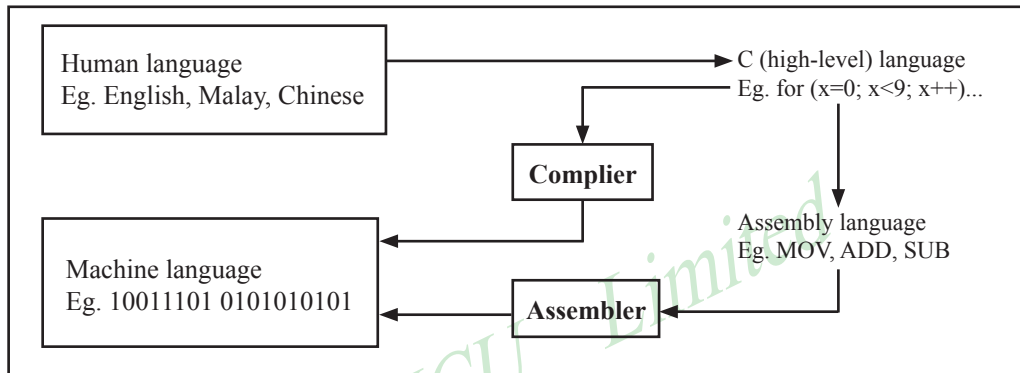 Human language
Eg. English, Malay, Chinese
C (high-level) language
Eg. for (x=0; x<9; x++)...
Complier
Assembly language
Eg. MOV, ADD, SUB
Machine language
Eg. 10011101 0101010101
Assembler
Limited